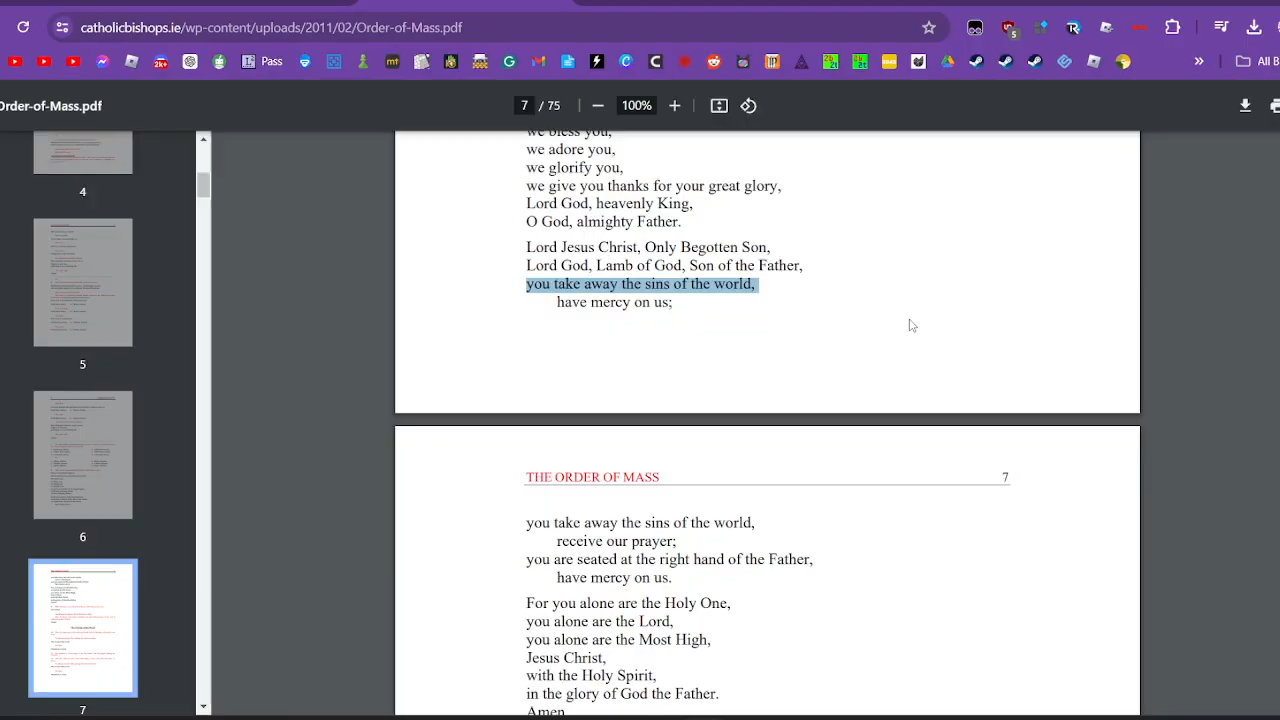 catholicbishops.ie/wp-content/uploads/2011/02/Order-of-Mass.pdf
Pass
All B
Order-of-Mass.pdf
7 / 75
100%
4
5
6
7
we bless you,
we adore you,
we glorify you,
we give you thanks for your great glory,
Lord God, heavenly King,
O God, almighty Father.
Lord Jesus Christ, Only Begotten Son,
Lord God, Lamb of God, Son of the Father,
you take away the sins of the world,
have mercy on us;
THE ORDER OF MASS 7
you take away the sins of the world,
receive our prayer;
you are seated at the right hand of the Father,
have mercy on us.
For you alone are the Holy One,
you alone are the Lord,
you alone are the Most High,
Jesus Christ,
with the Holy Spirit,
in the glory of God the Father.
Amen